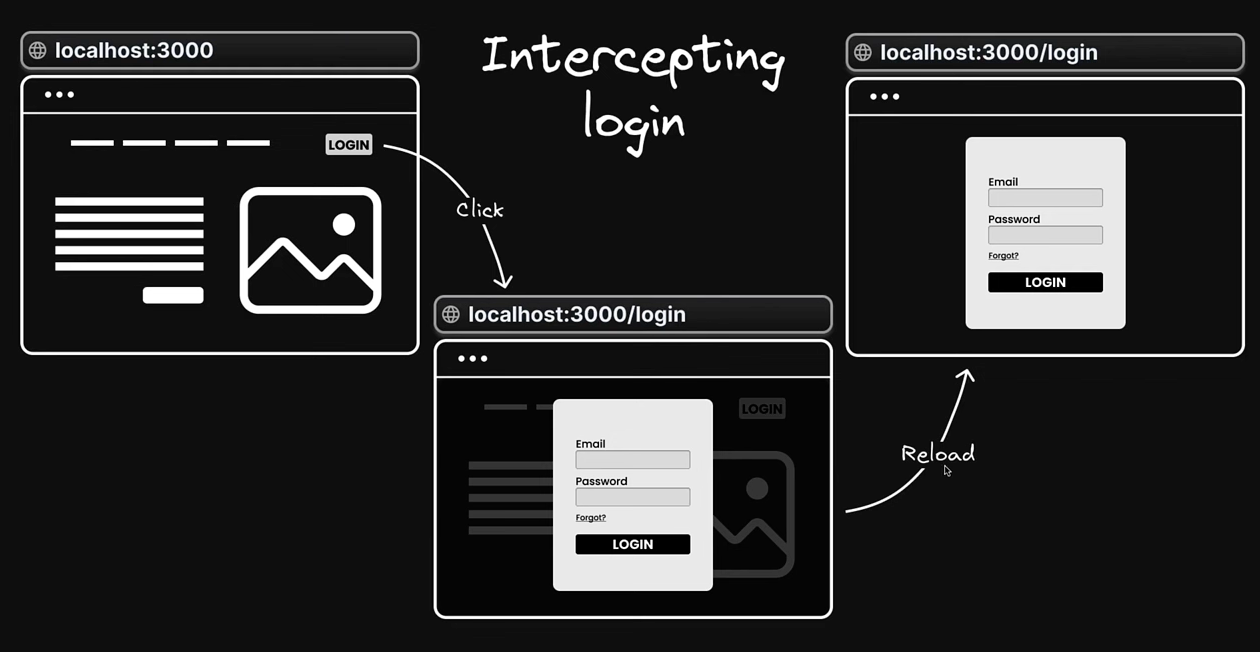 localhost:3000
LOGIN
Intercepting
login
Click
localhost:3000/login
LOGIN
Email
Password
Forgot?
LOGIN
Reload
localhost:3000/login
Email
Password
Forgot?
LOGIN